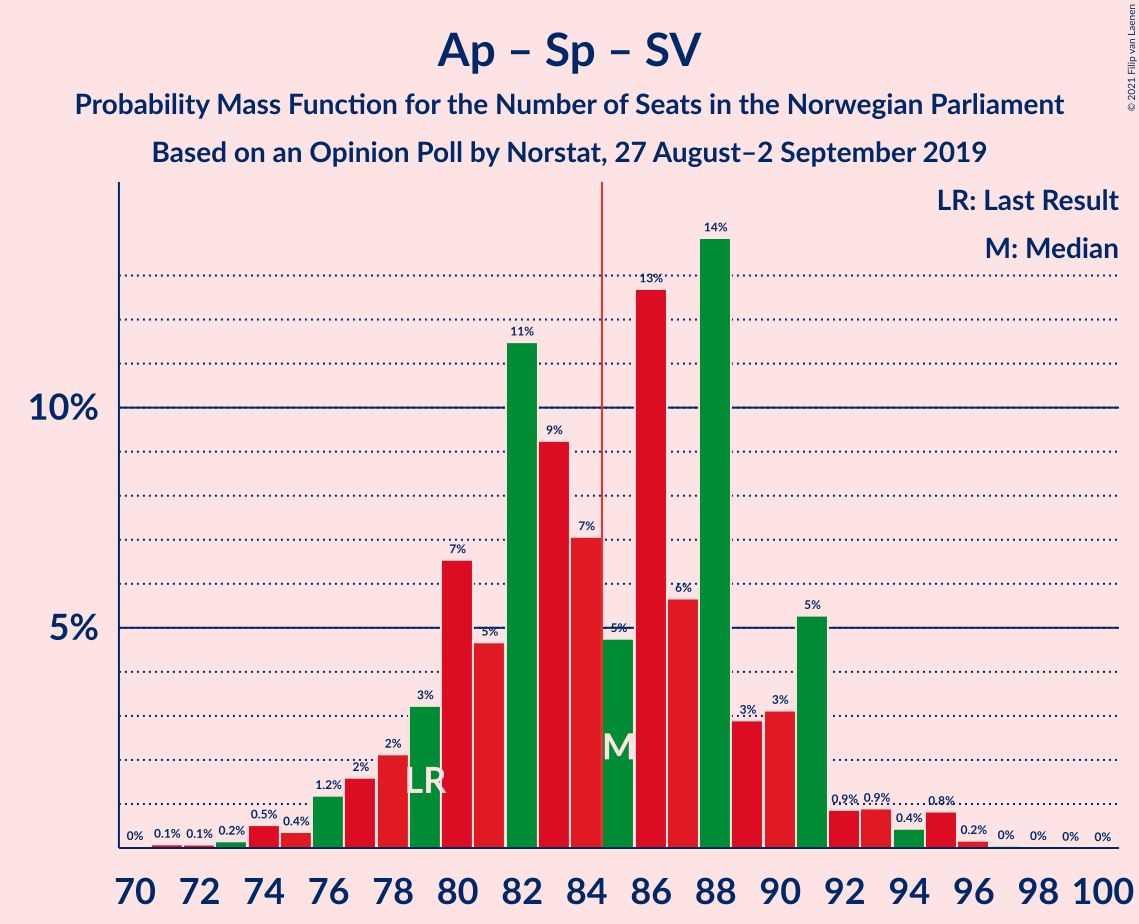 Ap – Sp – SV
Probability Mass Function for the Number of Seats in the Norwegian Parliament
Based on an Opinion Poll by Norstat, 27 August–2 September 2019
© 2021 Filip van Laenen
LR: Last Result
M: Median
10%
5%
0% 0.1% 0.1% 0.2% 0.5% 0.4% 1.2% 2% 2% 3% 7% 5% 11% 9% 7% 5% 13% 6% 14% 3% 3% 5% 0.9% 0.9% 0.4% 0.8% 0.2% 0% 0% 0% 0%
LR
M
70 72 74 76 78 80 82 84 86 88 90 92 94 96 98 100